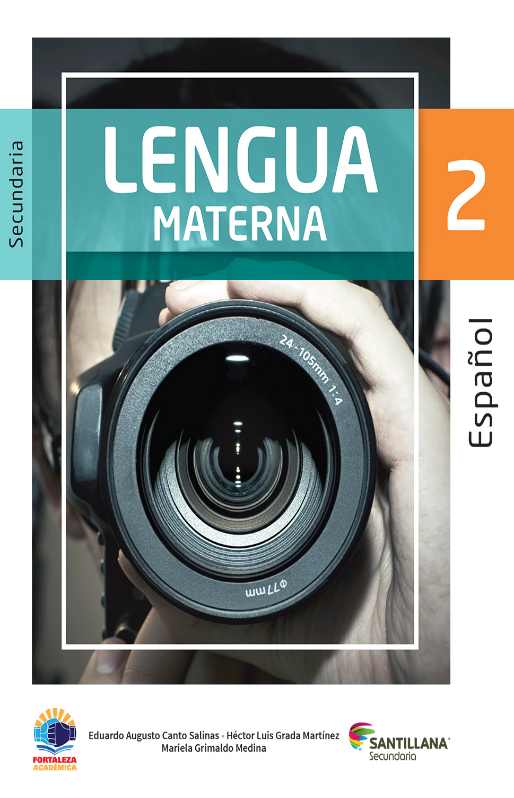 Secundaria
LENGUA
MATERNA
2
Español
24-105mm 1:4
Φ77mm
Eduardo Augusto Canto Salinas • Héctor Luis Grada Martínez
Mariela Grimaldo Medina
FORTALEZA
ACADÉMICA
SANTILLANA
Secundaria